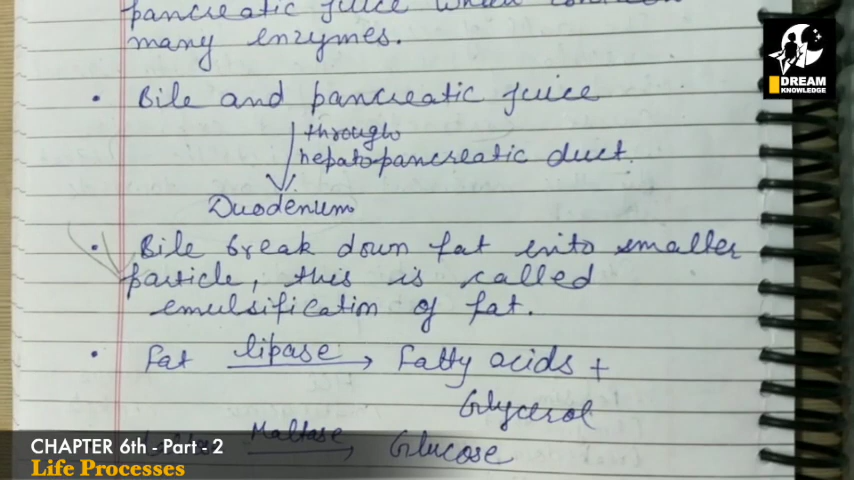 pancreatic juice which
many enzymes.
• Bile and pancreatic juice
through
hepatopancreatic duct.
Duodenum
• Bile break down fat into smaller
particle, this is called
emulsification of fat.
• Fat lipase → Fatty acids +
Glycerol
Maltase → Glucose
DREAM
KNOWLEDGE
CHAPTER 6th - Part - 2
Life Processes